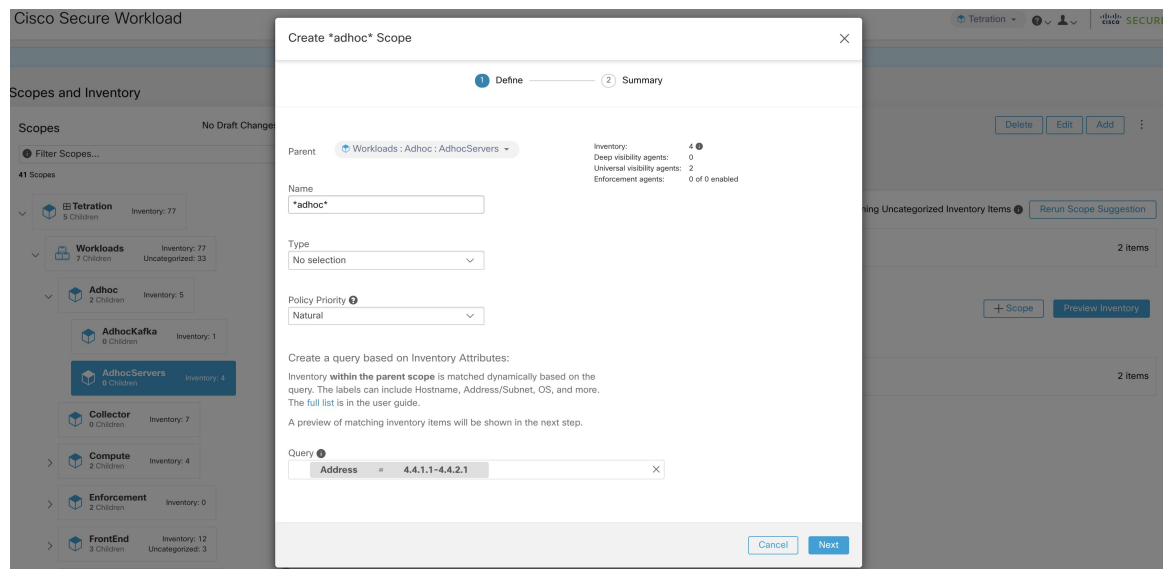 Cisco Secure Workload
Tetration
CISCO SECURE
Create *adhoc* Scope
1 Define
2 Summary
Scopes and Inventory
Scopes
No Draft Changes
Delete
Edit
Add
Filter Scopes...
41 Scopes
Parent
Workloads : Adhoc : AdhocServers
Inventory: 4
Deep visibility agents: 0
Universal visibility agents: 2
Enforcement agents: 0 of 0 enabled
Name
*adhoc*
Tetration
5 Children
Inventory: 77
Uncategorized Inventory Items
Rerun Scope Suggestion
Workloads
7 Children
Inventory: 77
Uncategorized: 33
Type
No selection
2 items
Adhoc
2 Children
Inventory: 5
Policy Priority
Natural
+ Scope
Preview Inventory
AdhocKafka
0 Children
Inventory: 1
AdhocServers
0 Children
Inventory: 4
Create a query based on Inventory Attributes:
Inventory within the parent scope is matched dynamically based on the
query. The labels can include Hostname, Address/Subnet, OS, and more.
The full list is in the user guide.
A preview of matching inventory items will be shown in the next step.
2 items
Collector
0 Children
Inventory: 7
Compute
2 Children
Inventory: 4
Query
Address = 4.4.1.1-4.4.2.1
Enforcement
2 Children
Inventory: 0
FrontEnd
3 Children
Inventory: 12
Uncategorized: 3
Cancel
Next